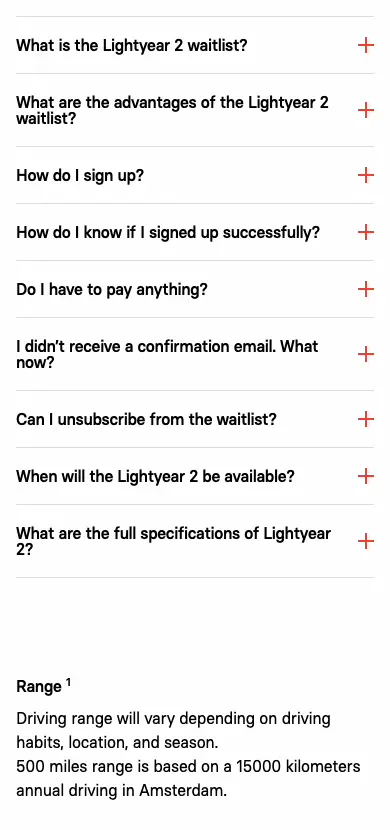 What is the Lightyear 2 waitlist?
What are the advantages of the Lightyear 2
waitlist?
How do I sign up?
How do I know if I signed up successfully?
Do I have to pay anything?
I didn’t receive a confirmation email. What
now?
Can I unsubscribe from the waitlist?
When will the Lightyear 2 be available?
What are the full specifications of Lightyear
2?
Range ¹
Driving range will vary depending on driving
habits, location, and season.
500 miles range is based on a 15000 kilometers
annual driving in Amsterdam.